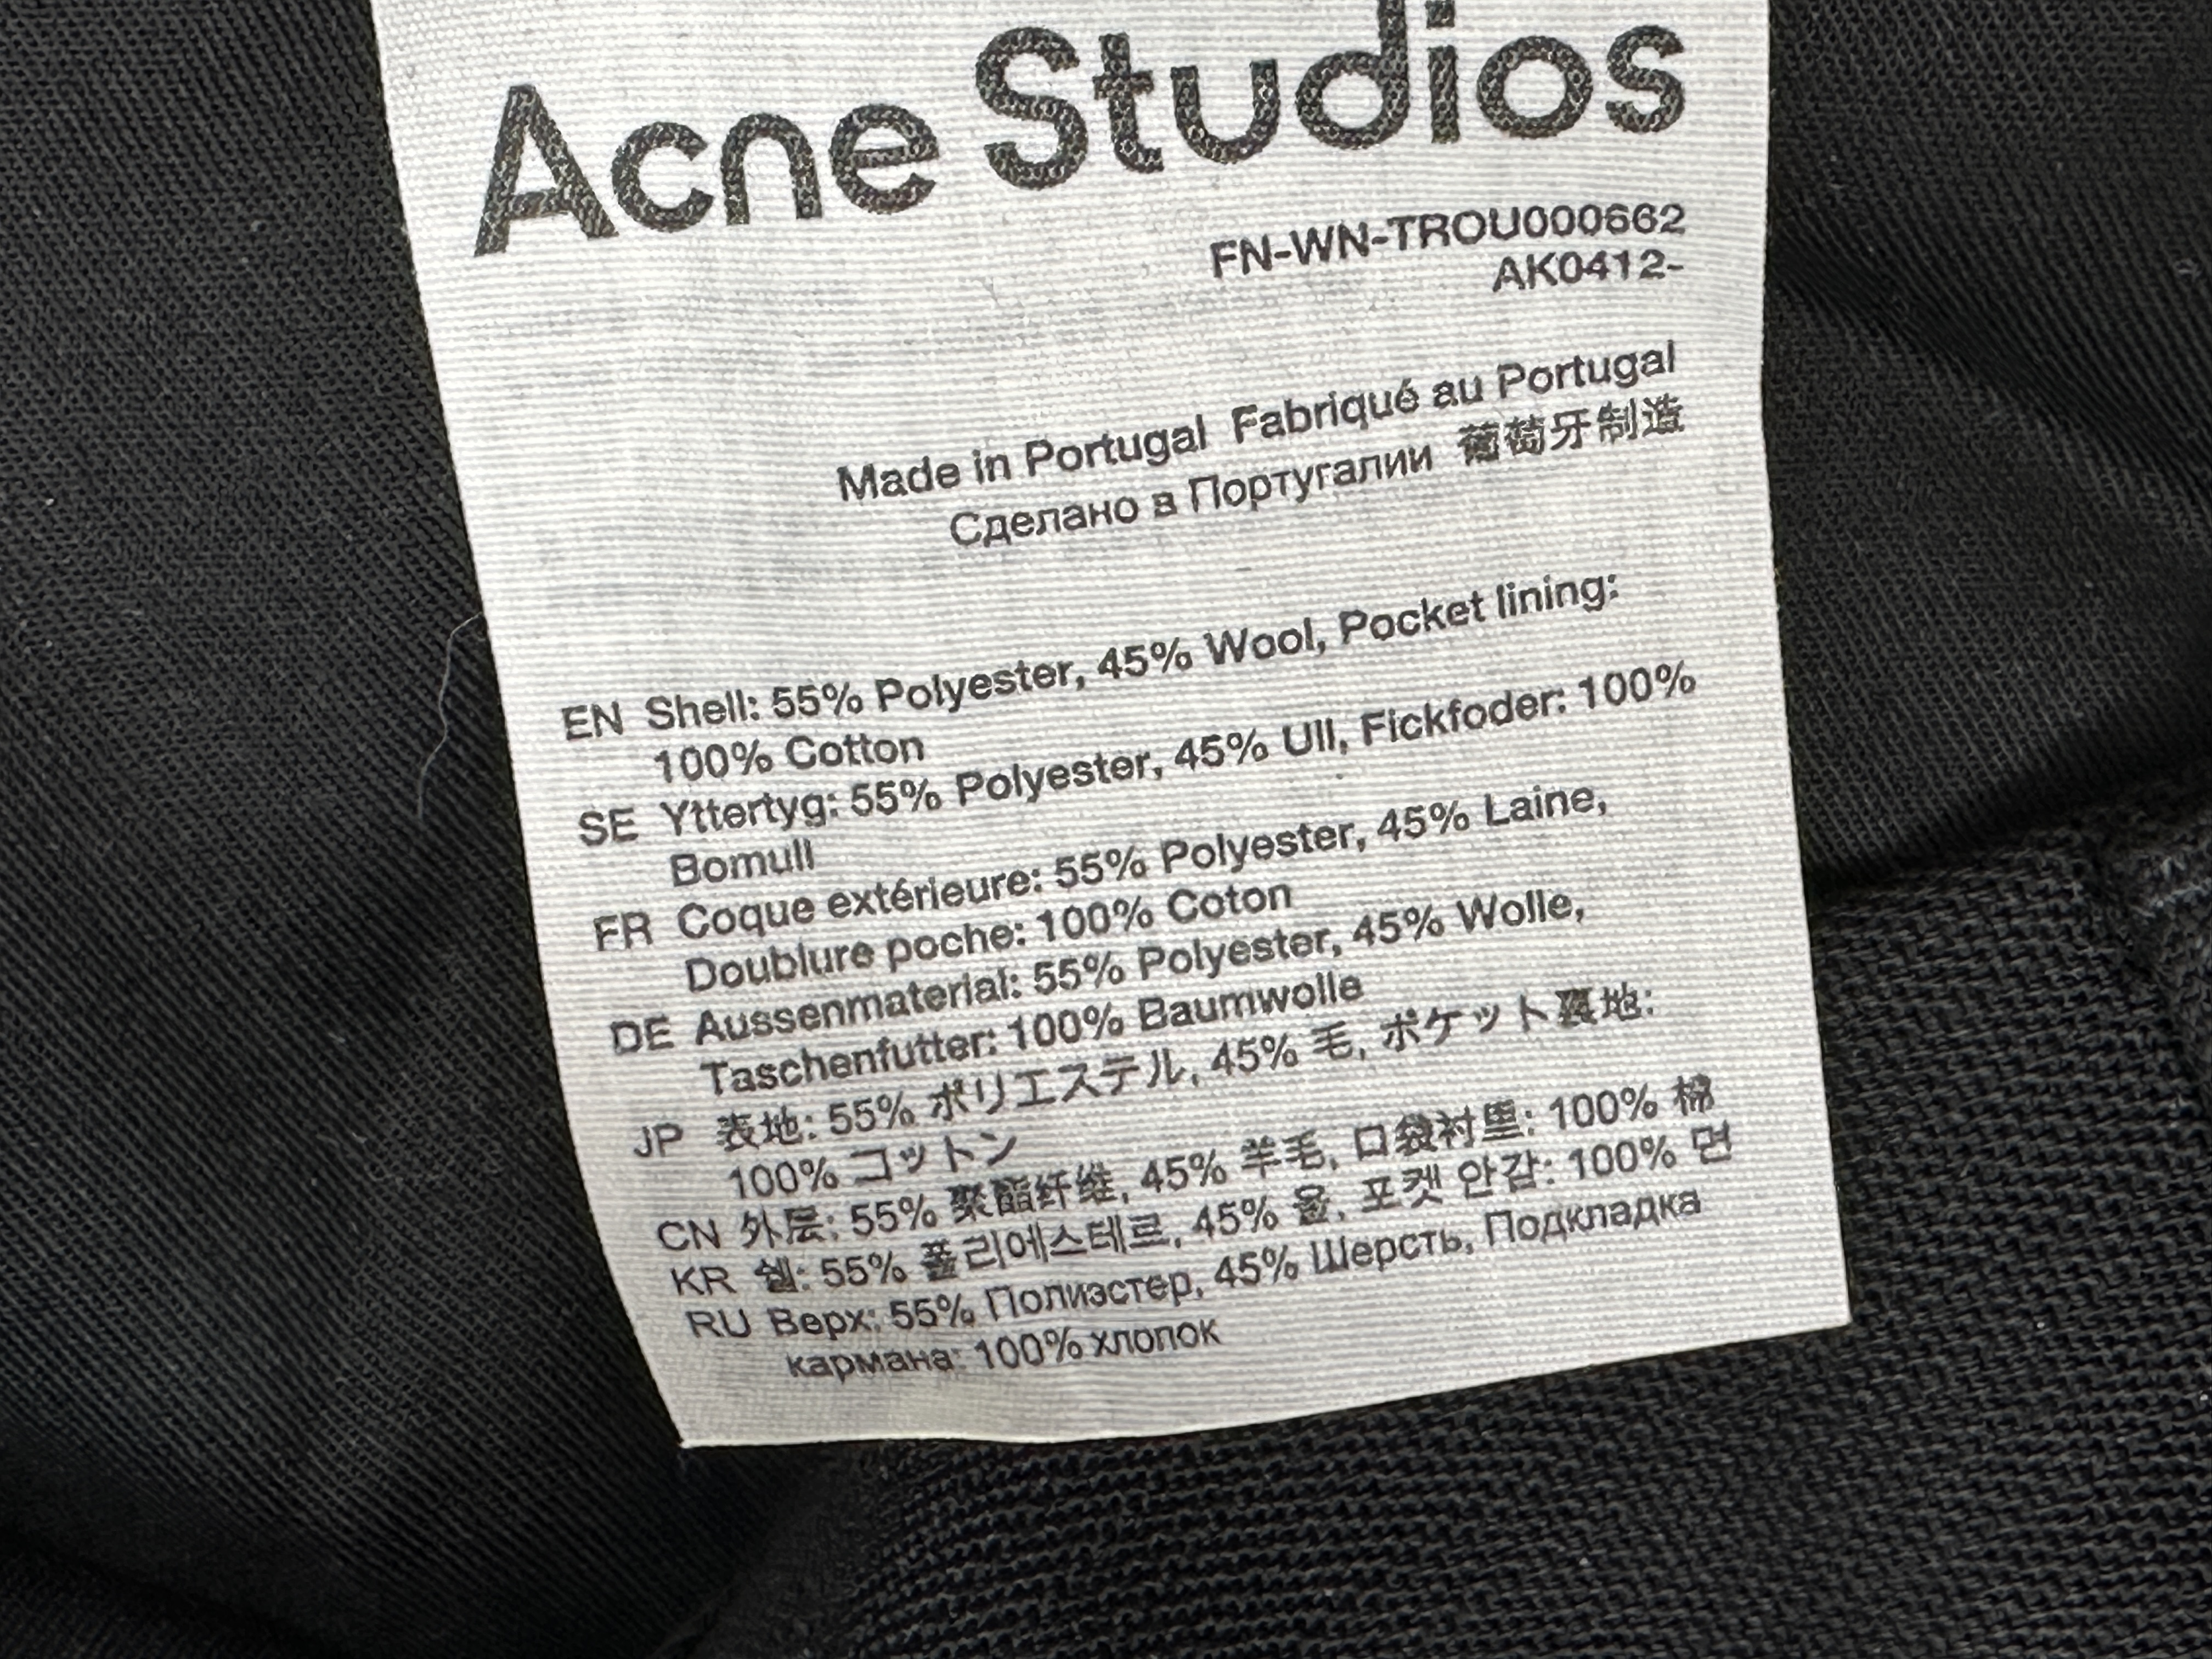 Acne Studios
FN-WN-TROU000662
AK0412-
Made in Portugal Fabriqué au Portugal
Сделано в Португалии 葡萄牙制造
EN Shell: 55% Polyester, 45% Wool, Pocket lining:
100% Cotton
SE Yttertyg: 55% Polyester, 45% Ull, Fickfoder: 100%
Bomull
FR Coque extérieure: 55% Polyester, 45% Laine,
Doublure poche: 100% Coton
DE Aussenmaterial: 55% Polyester, 45% Wolle,
Taschenfutter: 100% Baumwolle
JP 表地: 55% ポリエステル, 45% 毛, ポケット裏地:
100% コットン
CN 外层: 55% 聚酯纤维, 45% 羊毛, 口袋衬里: 100% 棉
KR 쉘: 55% 폴리에스테르, 45% 울, 포켓 안감: 100% 면
RU Верх: 55% Полиэстер, 45% Шерсть, Подкладка
кармана: 100% хлопок